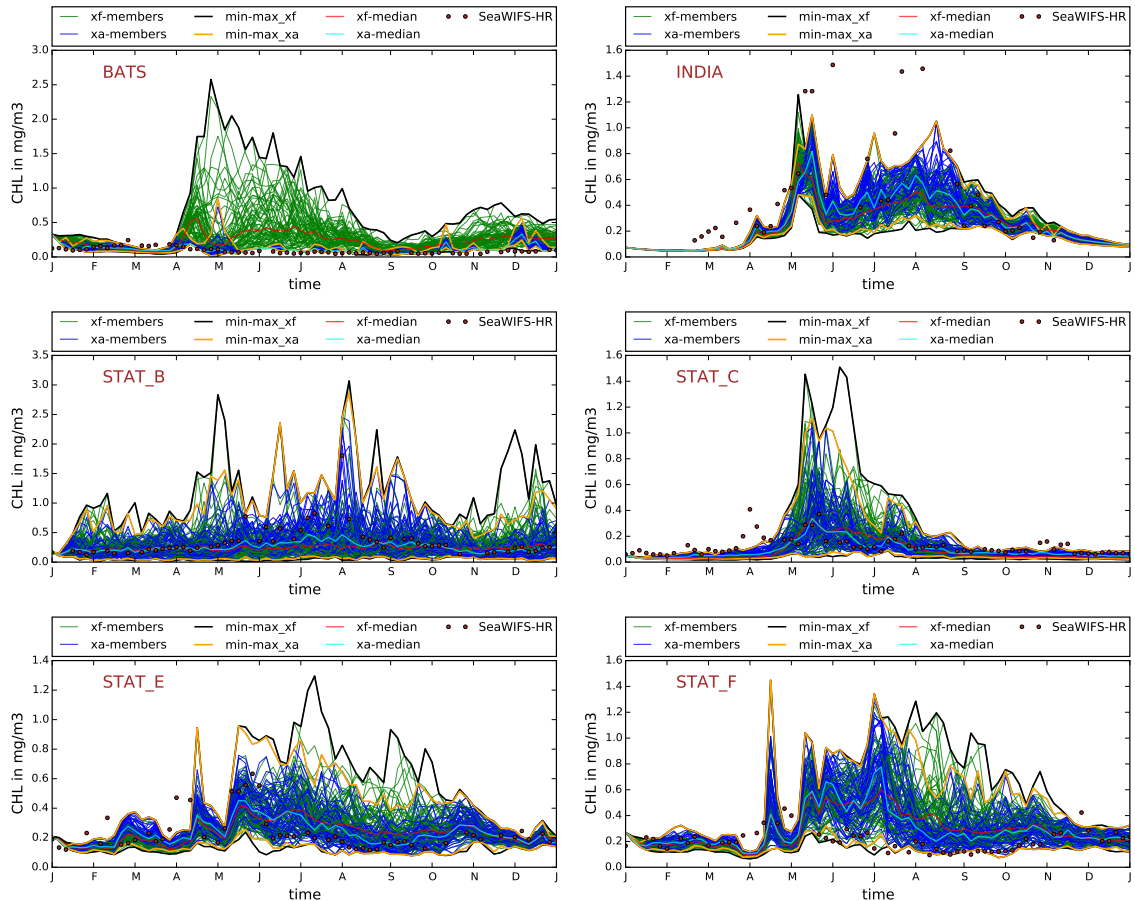 xf-members min-max_xf xf-median SeaWIFS-HR
xa-members min-max_xa xa-median
3.0
2.5
2.0
1.5
1.0
0.5
0.0
CHL in mg/m3
BATS
J F M A M J J A S O N D J
time
xf-members min-max_xf xf-median SeaWIFS-HR
xa-members min-max_xa xa-median
1.6
1.4
1.2
1.0
0.8
0.6
0.4
0.2
0.0
CHL in mg/m3
INDIA
J F M A M J J A S O N D J
time
xf-members min-max_xf xf-median SeaWIFS-HR
xa-members min-max_xa xa-median
3.5
3.0
2.5
2.0
1.5
1.0
0.5
0.0
CHL in mg/m3
STAT_B
J F M A M J J A S O N D J
time
xf-members min-max_xf xf-median SeaWIFS-HR
xa-members min-max_xa xa-median
1.6
1.4
1.2
1.0
0.8
0.6
0.4
0.2
0.0
CHL in mg/m3
STAT_C
J F M A M J J A S O N D J
time
xf-members min-max_xf xf-median SeaWIFS-HR
xa-members min-max_xa xa-median
1.4
1.2
1.0
0.8
0.6
0.4
0.2
0.0
CHL in mg/m3
STAT_E
J F M A M J J A S O N D J
time
xf-members min-max_xf xf-median SeaWIFS-HR
xa-members min-max_xa xa-median
1.6
1.4
1.2
1.0
0.8
0.6
0.4
0.2
0.0
CHL in mg/m3
STAT_F
J F M A M J J A S O N D J
time